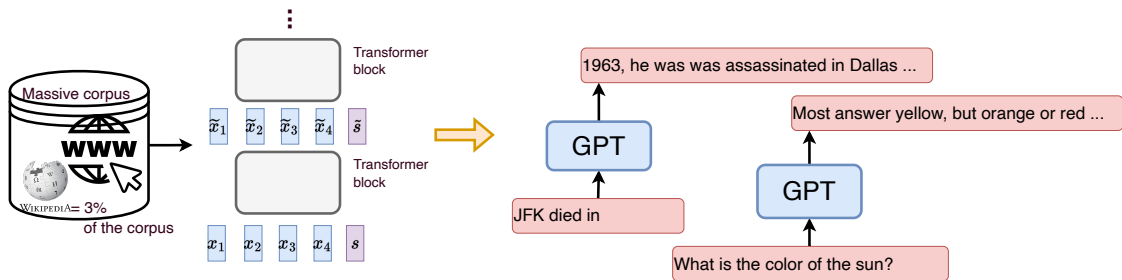 Massive corpus
www
WIKIPEDIA = 3%
of the corpus
⋮
Transformer
block
x̃₁ x̃₂ x̃₃ x̃₄ s̃
Transformer
block
x₁ x₂ x₃ x₄ s
1963, he was was assassinated in Dallas ...
GPT
JFK died in
Most answer yellow, but orange or red ...
GPT
What is the color of the sun?